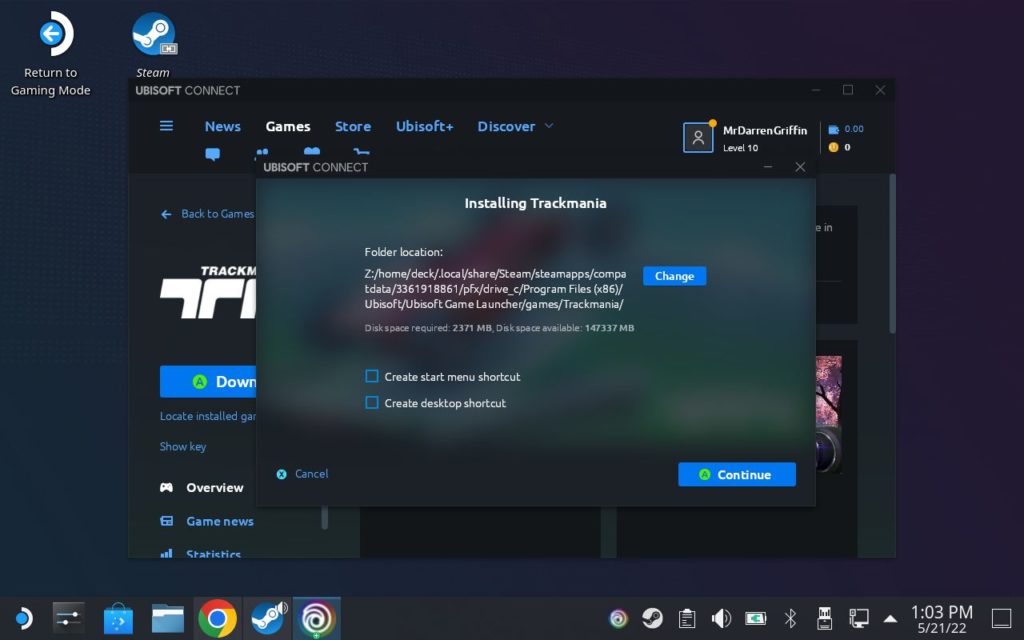 Return to
Gaming Mode
Steam
UBISOFT CONNECT
News
Games
Store
Ubisoft+
Discover
MrDarrenGriffin
Level 10
0.00
0
UBISOFT CONNECT
Back to Games
Installing Trackmania
Folder location:
Z:/home/deck/.local/share/Steam/steamapps/compa
tdata/3361918861/pfx/drive_c/Program Files (x86)/
Ubisoft/Ubisoft Game Launcher/games/Trackmania/
Change
Disk space required: 2371 MB, Disk space available: 147337 MB
Create start menu shortcut
Create desktop shortcut
Cancel
A Continue
e in
TRACKM
A Down
Locate installed gar
Show key
Overview
Game news
Statistics
1:03 PM
5/21/22